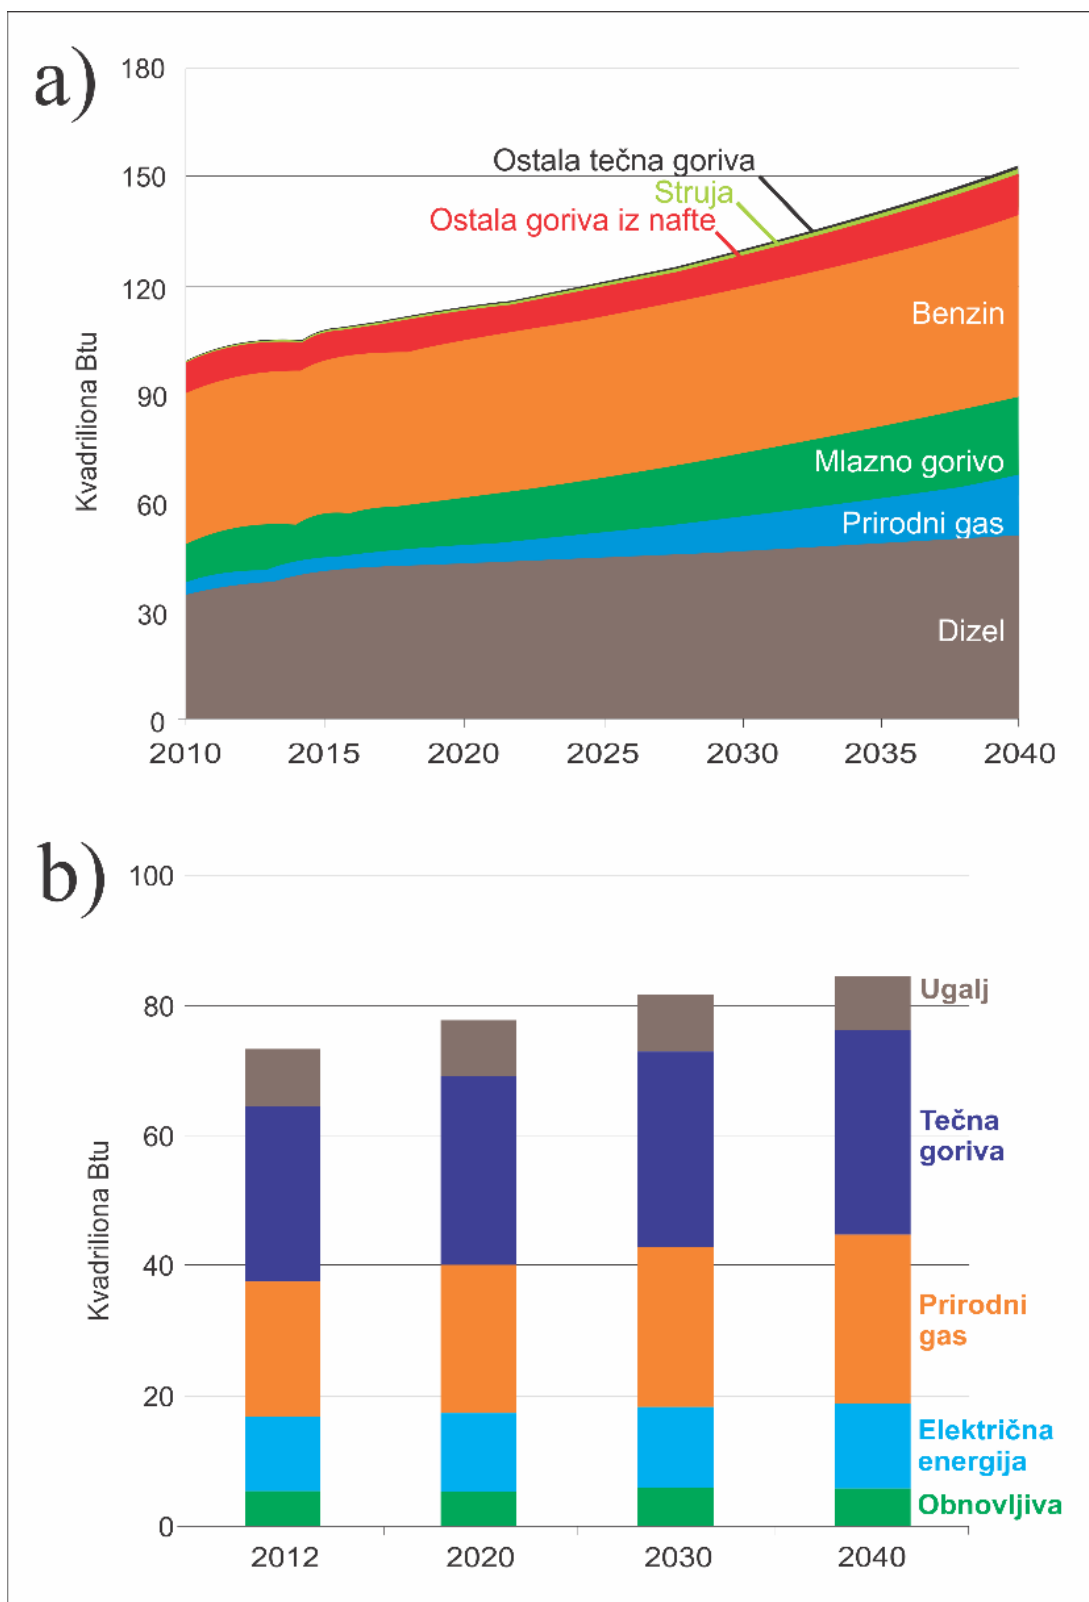 a)
180
150
120
90
60
30
0
Kvadriliona Btu
Ostala tečna goriva
Struja
Ostala goriva iz nafte
Benzin
Mlazno gorivo
Prirodni gas
Dizel
2010 2015 2020 2025 2030 2035 2040
b)
100
80
60
40
20
0
Kvadriliona Btu
Ugalj
Tečna
goriva
Prirodni
gas
Električna
energija
Obnovljiva
2012 2020 2030 2040